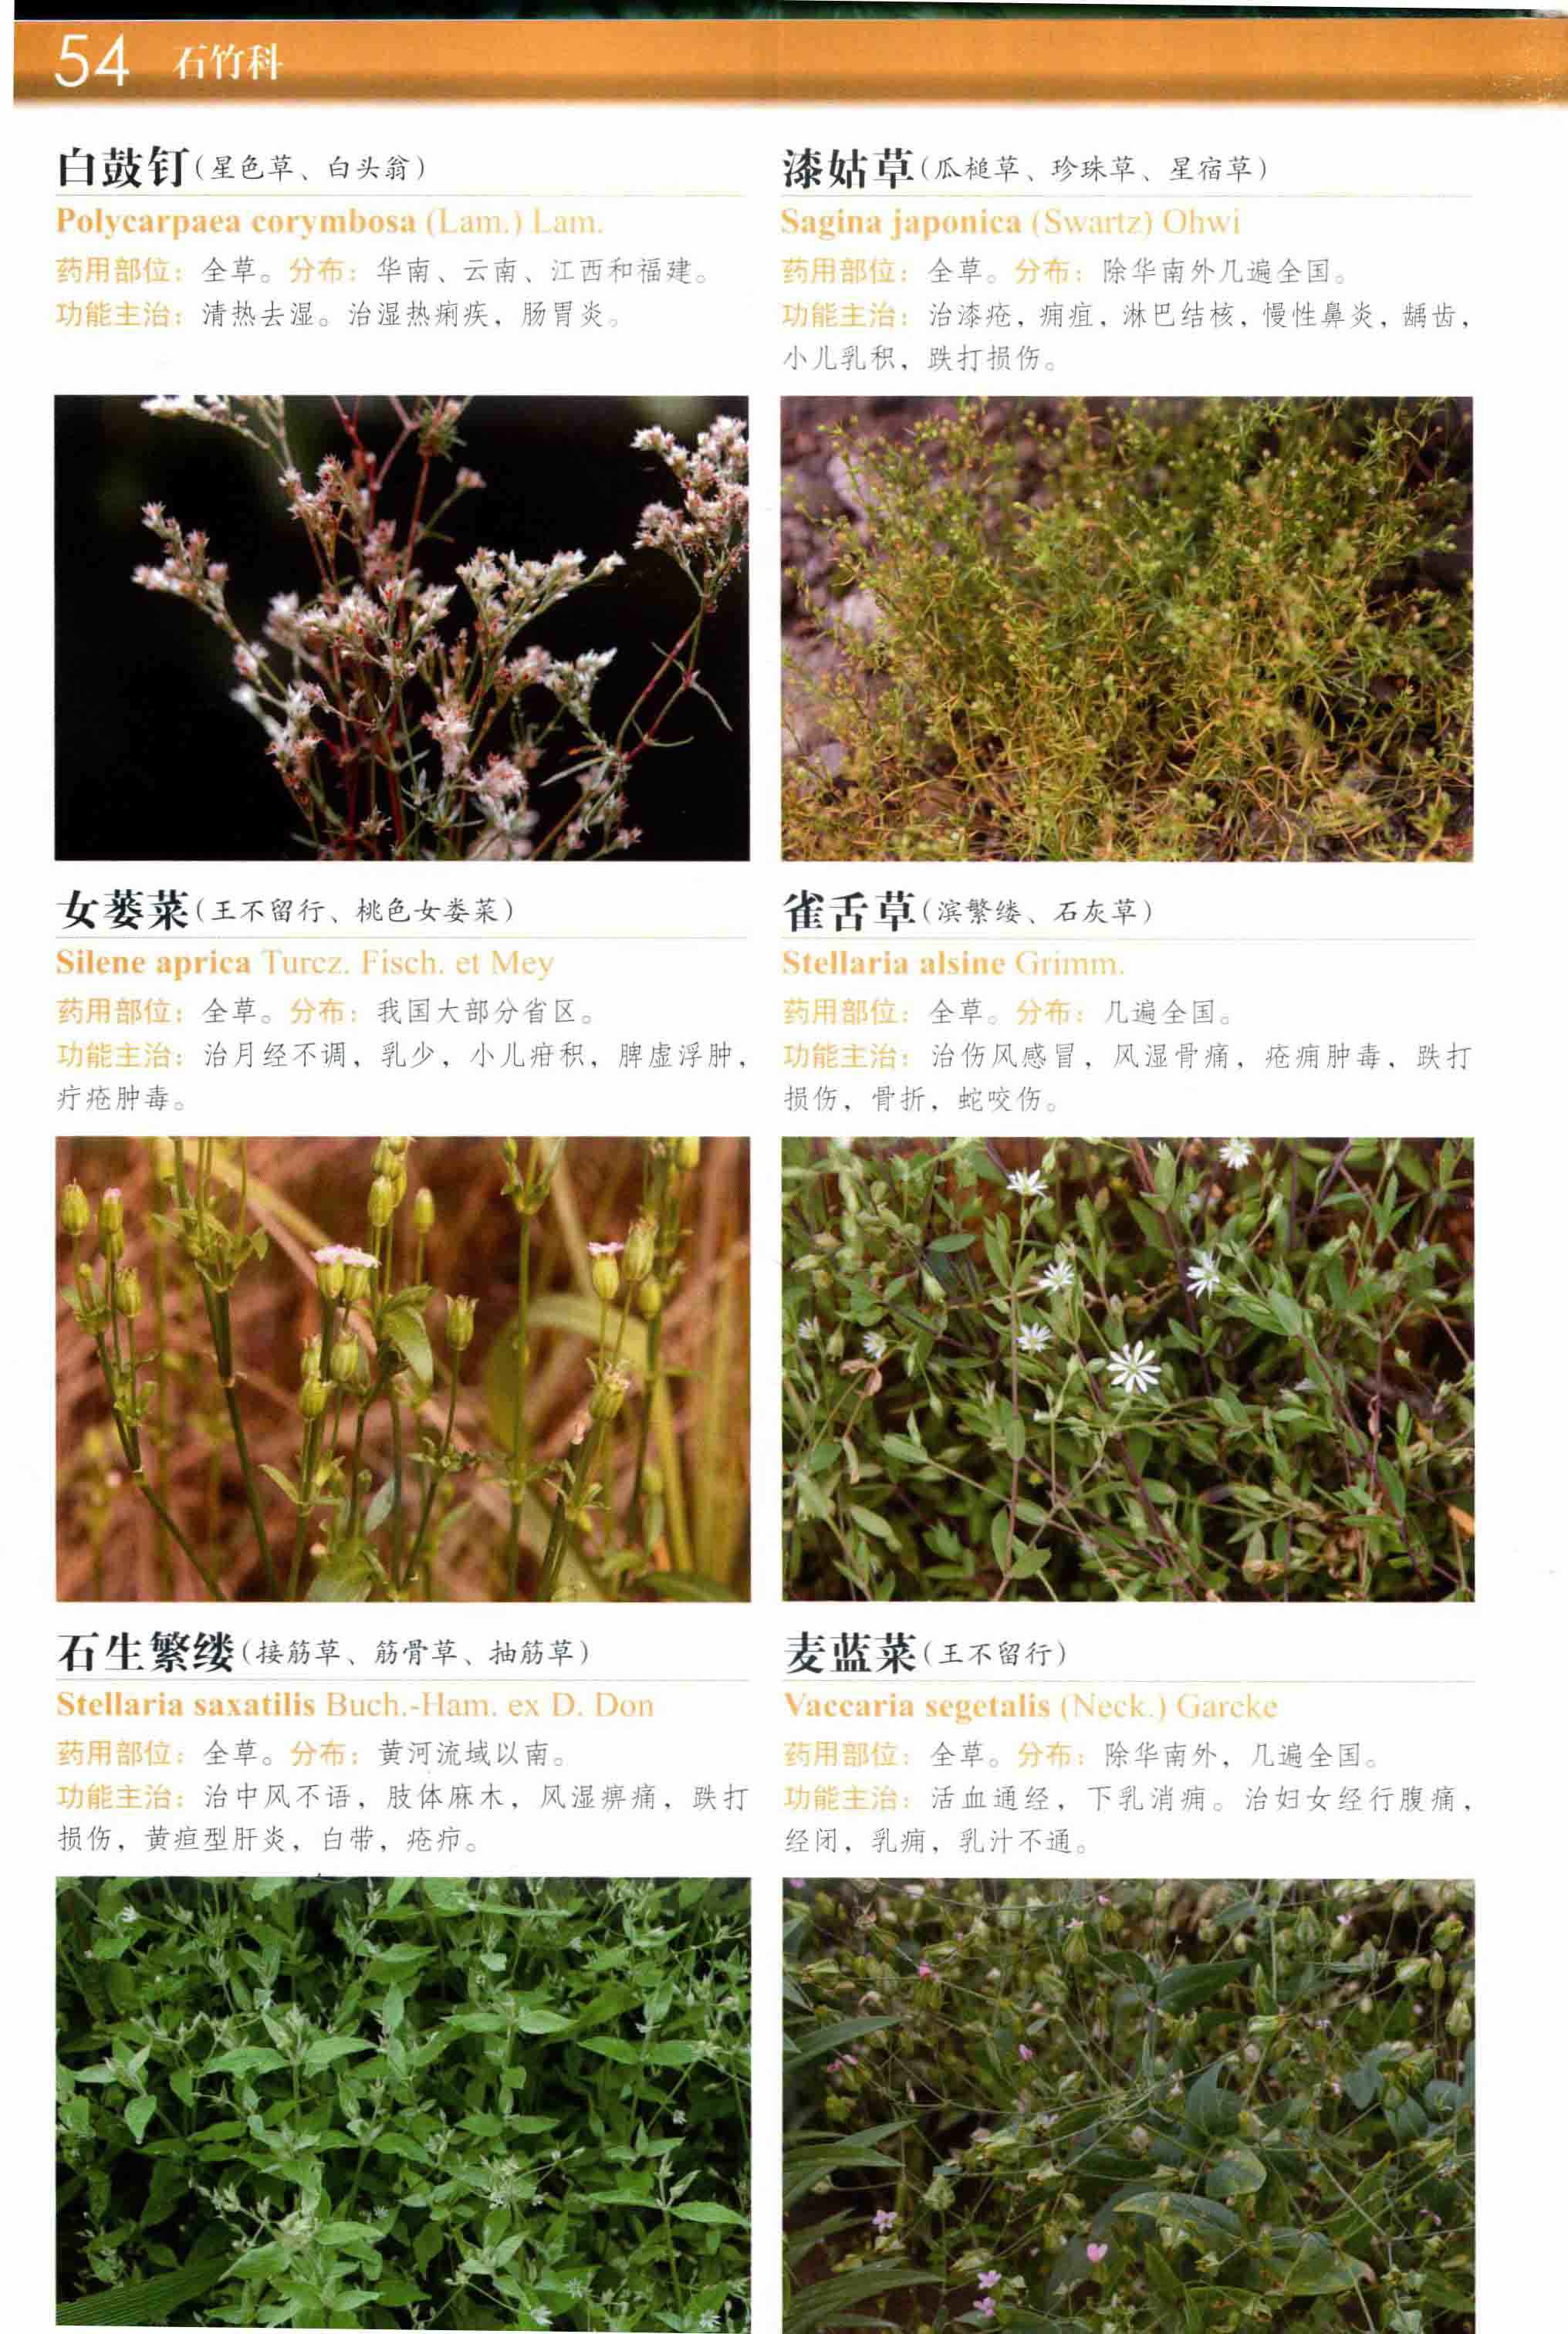 54 石竹科
白鼓钉(星色草、白头翁)
Polycarpaea corymbosa (Lam.) Lam.
药用部位：全草。分布：华南、云南、江西和福建。
功能主治：清热去湿。治湿热痢疾，肠胃炎。
漆姑草(瓜槌草、珍珠草、星宿草)
Sagina japonica (Swartz) Ohwi
药用部位：全草。分布：除华南外几遍全国。
功能主治：治漆疮，痈疽，淋巴结核，慢性鼻炎，龋齿，
小儿乳积，跌打损伤。
女蒌菜(王不留行、桃色女娄菜)
Silene aprica Turcz. Fisch. et Mey
药用部位：全草。分布：我国大部分省区。
功能主治：治月经不调，乳少，小儿疳积，脾虚浮肿，
疔疮肿毒。
雀舌草(滨繁缕、石灰草)
Stellaria alsine Grimm.
药用部位：全草。分布：几遍全国。
功能主治：治伤风感冒，风湿骨痛，疮痈肿毒，跌打
损伤，骨折，蛇咬伤。
石生繁缕(接筋草、筋骨草、抽筋草)
Stellaria saxatilis Buch.-Ham. ex D. Don
药用部位：全草。分布：黄河流域以南。
功能主治：治中风不语，肢体麻木，风湿痹痛，跌打
损伤，黄疸型肝炎，白带，疮疖。
麦蓝菜(王不留行)
Vaccaria segetalis (Neck.) Garcke
药用部位：全草。分布：除华南外，几遍全国。
功能主治：活血通经，下乳消痈。治妇女经行腹痛，
经闭，乳痈，乳汁不通。